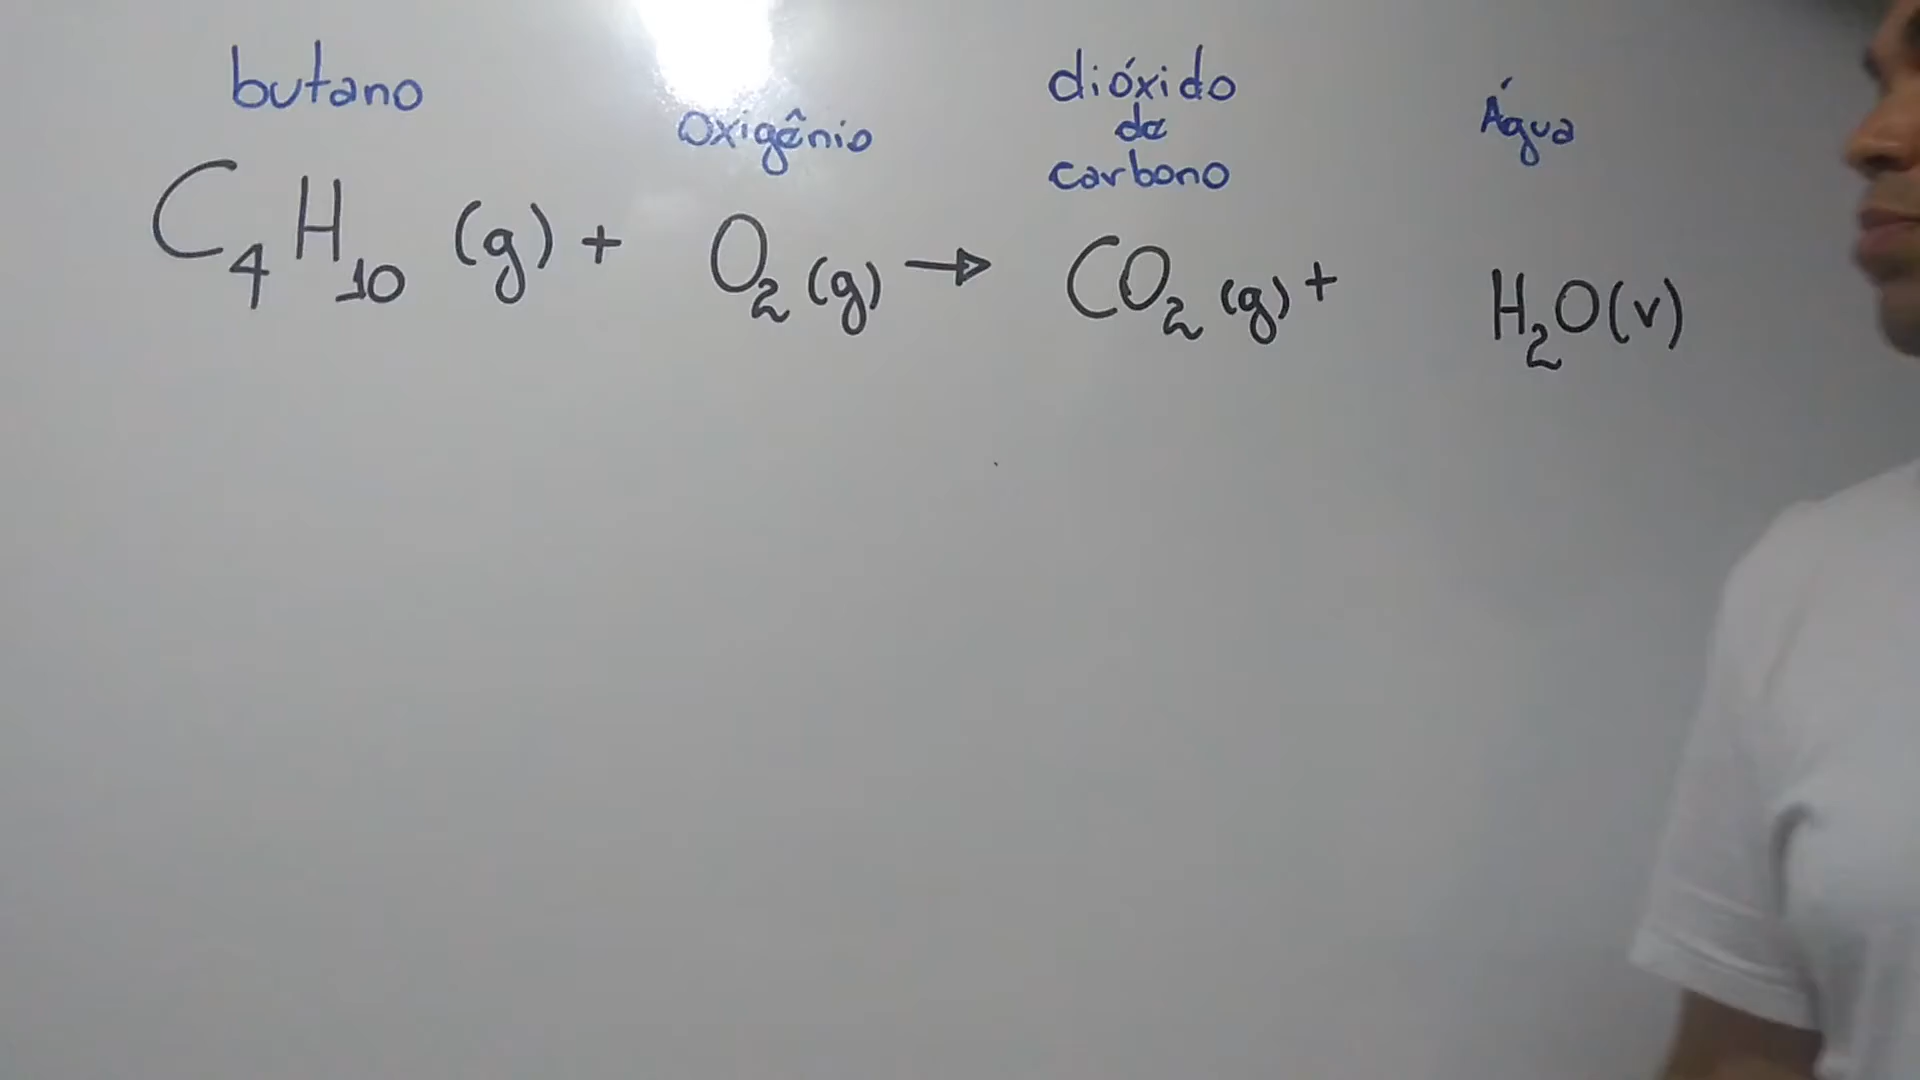 butano oxigênio dióxido de carbono Água
C₄H₁₀ (g) + O₂ (g) → CO₂ (g) + H₂O(v)